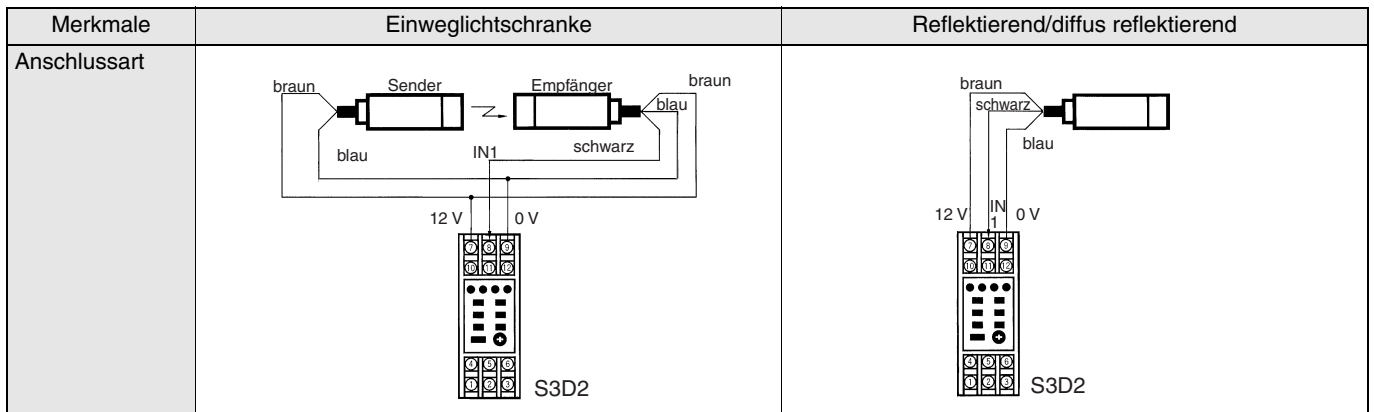 Merkmale
Einweglichtschranke
Reflektierend/diffus reflektierend
Anschlussart
braun
Sender
Empfänger
braun
blau
blau
IN1
schwarz
12 V
0 V
7 8 9
10 11 12
4 5 6
1 2 3
S3D2
braun
schwarz
blau
12 V
IN
1
0 V
7 8 9
10 11 12
4 5 6
1 2 3
S3D2